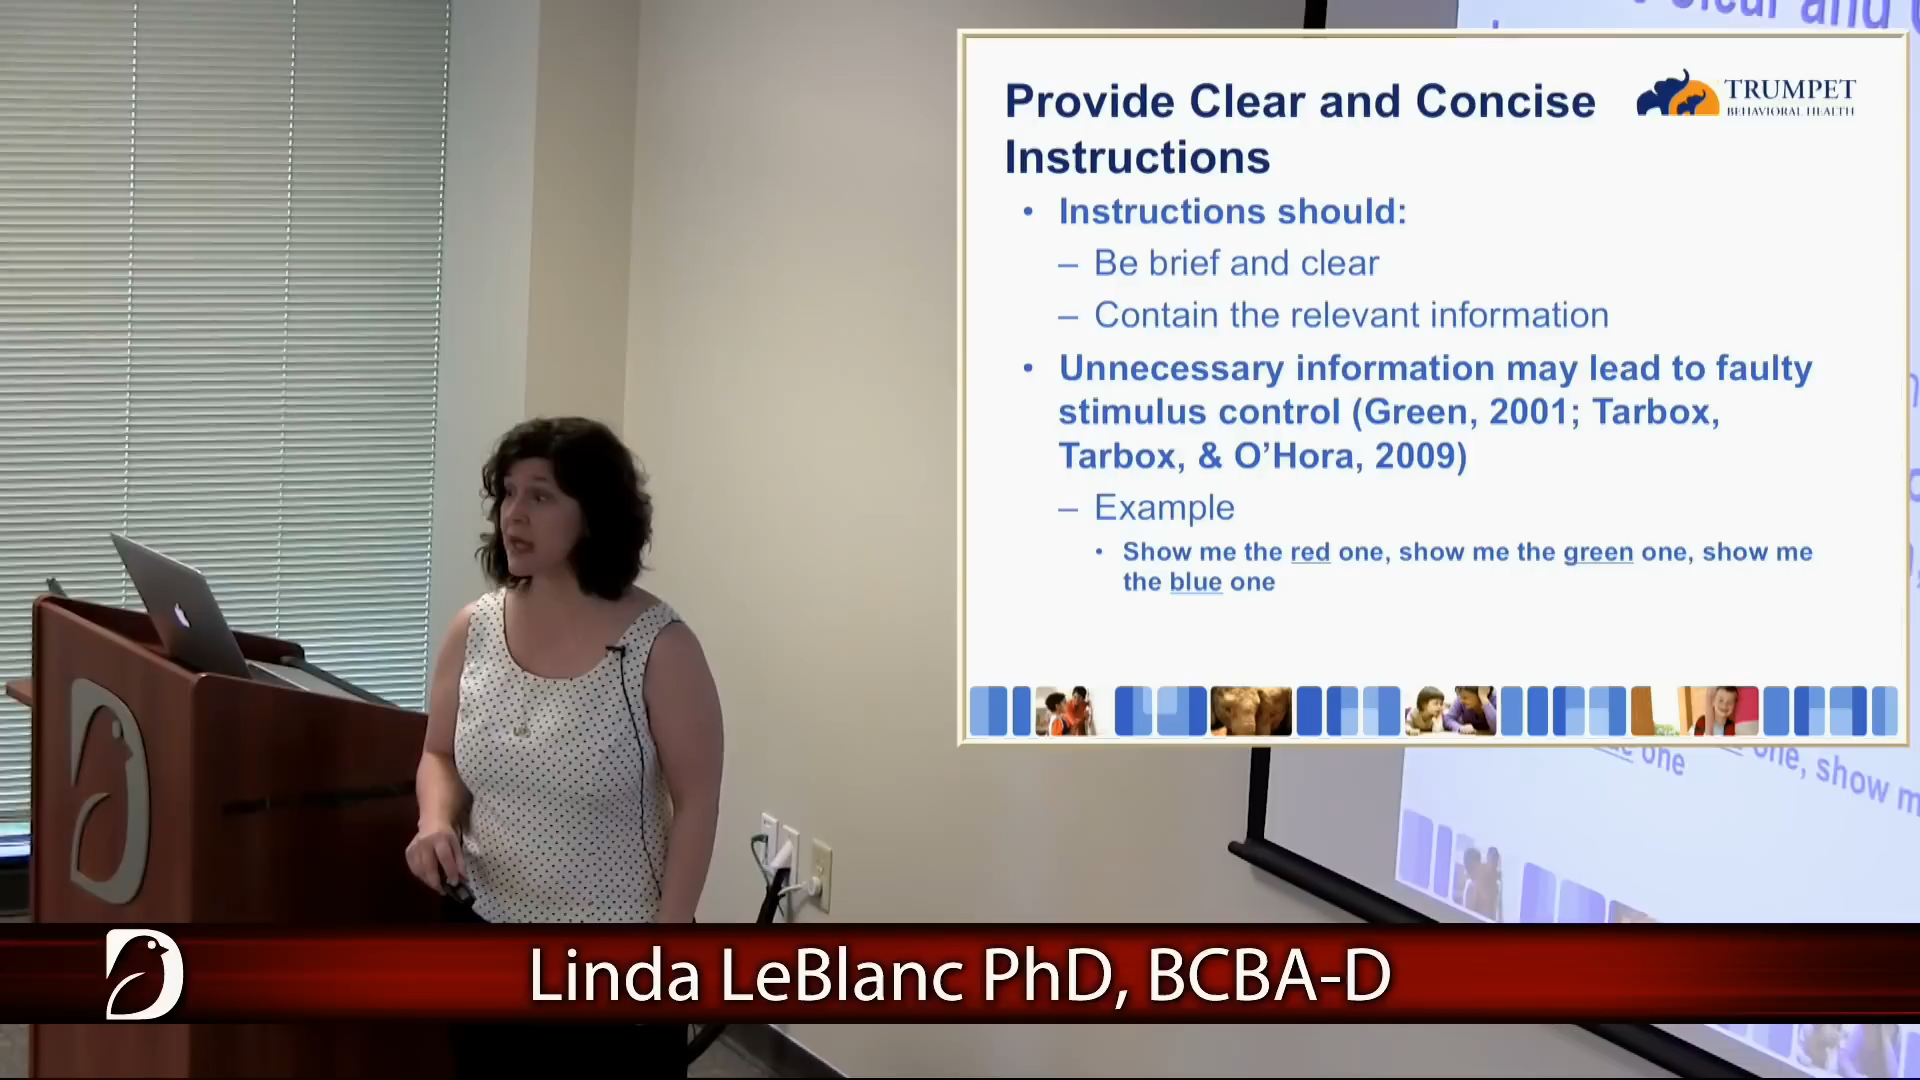 Provide Clear and Concise
Instructions
TRUMPET
BEHAVIORAL HEALTH
• Instructions should:
– Be brief and clear
– Contain the relevant information
• Unnecessary information may lead to faulty
stimulus control (Green, 2001; Tarbox,
Tarbox, & O’Hora, 2009)
– Example
• Show me the red one, show me the green one, show me
the blue one
one
one, show m
Linda LeBlanc PhD, BCBA-D